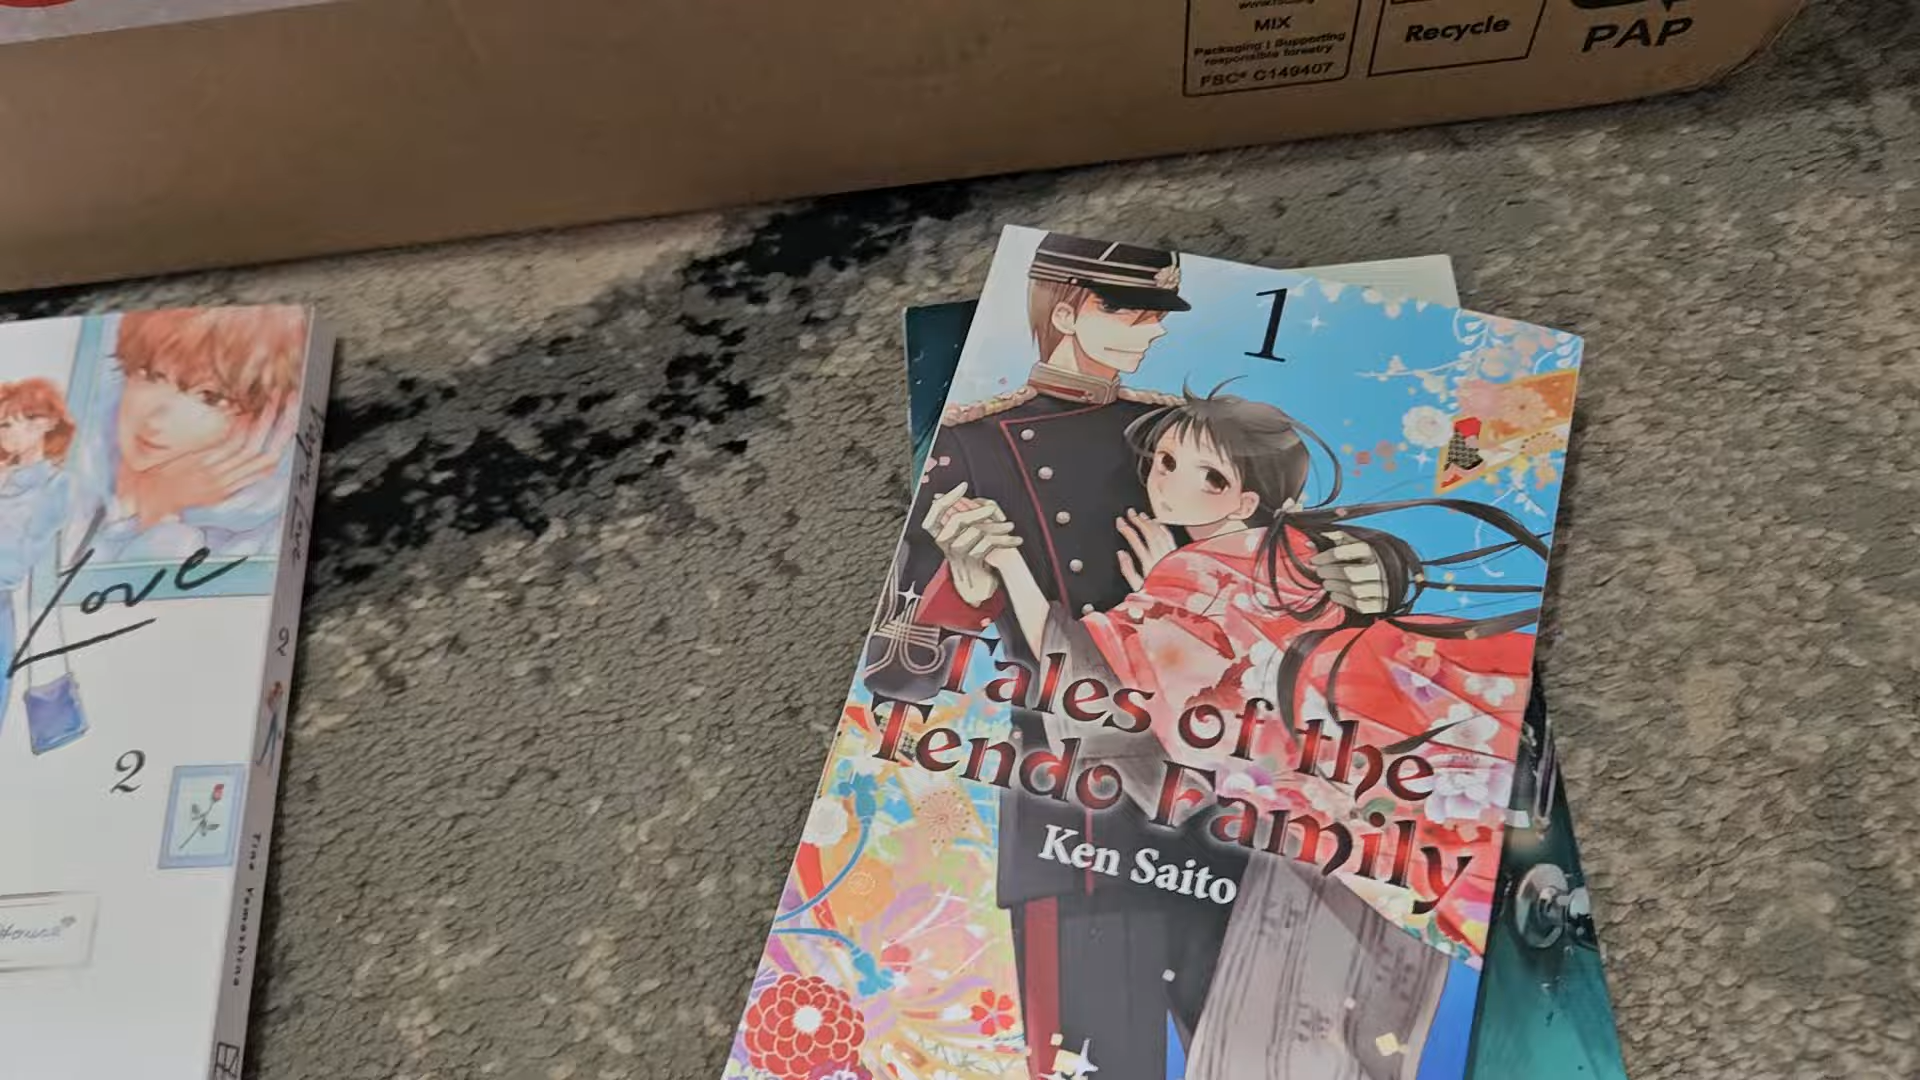 MIX
Packaging | Supporting
responsible forestry
FSC® C149407
Recycle
PAP
Love
2
2
1
Tales of the
Tendo Family
Ken Saito